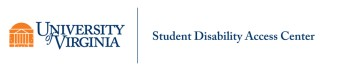 UNIVERSITY
of VIRGINIA
Student Disability Access Center